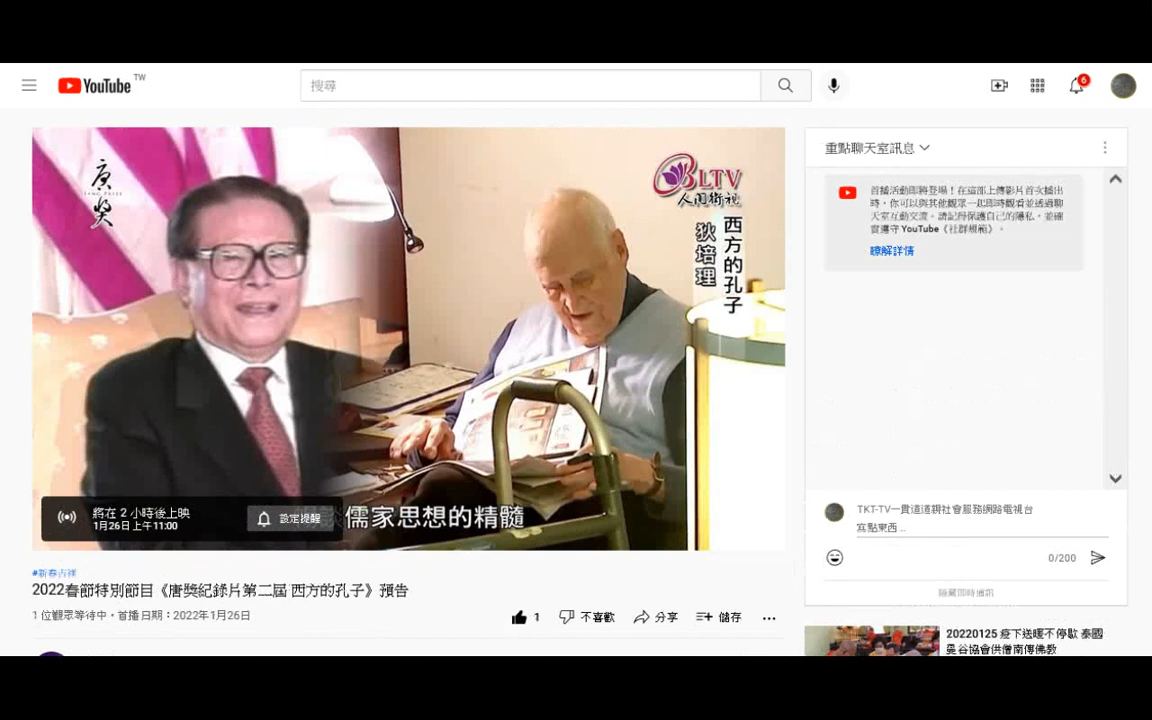 YouTube TW
搜尋
6
唐獎
TANG PRIZE
BLTV
人間衛視
西方的孔子
狄培理
將在 2 小時後上映
1月26日 上午11:00
設定提醒
儒家思想的精髓
#新春吉祥
2022春節特別節目《唐獎紀錄片第二屆 西方的孔子》預告
1 位觀眾等待中 • 首播日期：2022年1月26日
1
不喜歡
分享
儲存
重點聊天室訊息
首播活動即將登場！在這部上傳影片首次播出
時，你可以與其他觀眾一起即時觀看並透過聊
天室互動交流。請記得保護自己的隱私，並確
實遵守 YouTube《社群規範》。
瞭解詳情
TKT-TV一貫道道親社會服務網路電視台
寫點東西...
0/200
隱藏即時通訊
20220125 疫下送暖不停歇 泰國
曼谷協會供僧南傳佛教